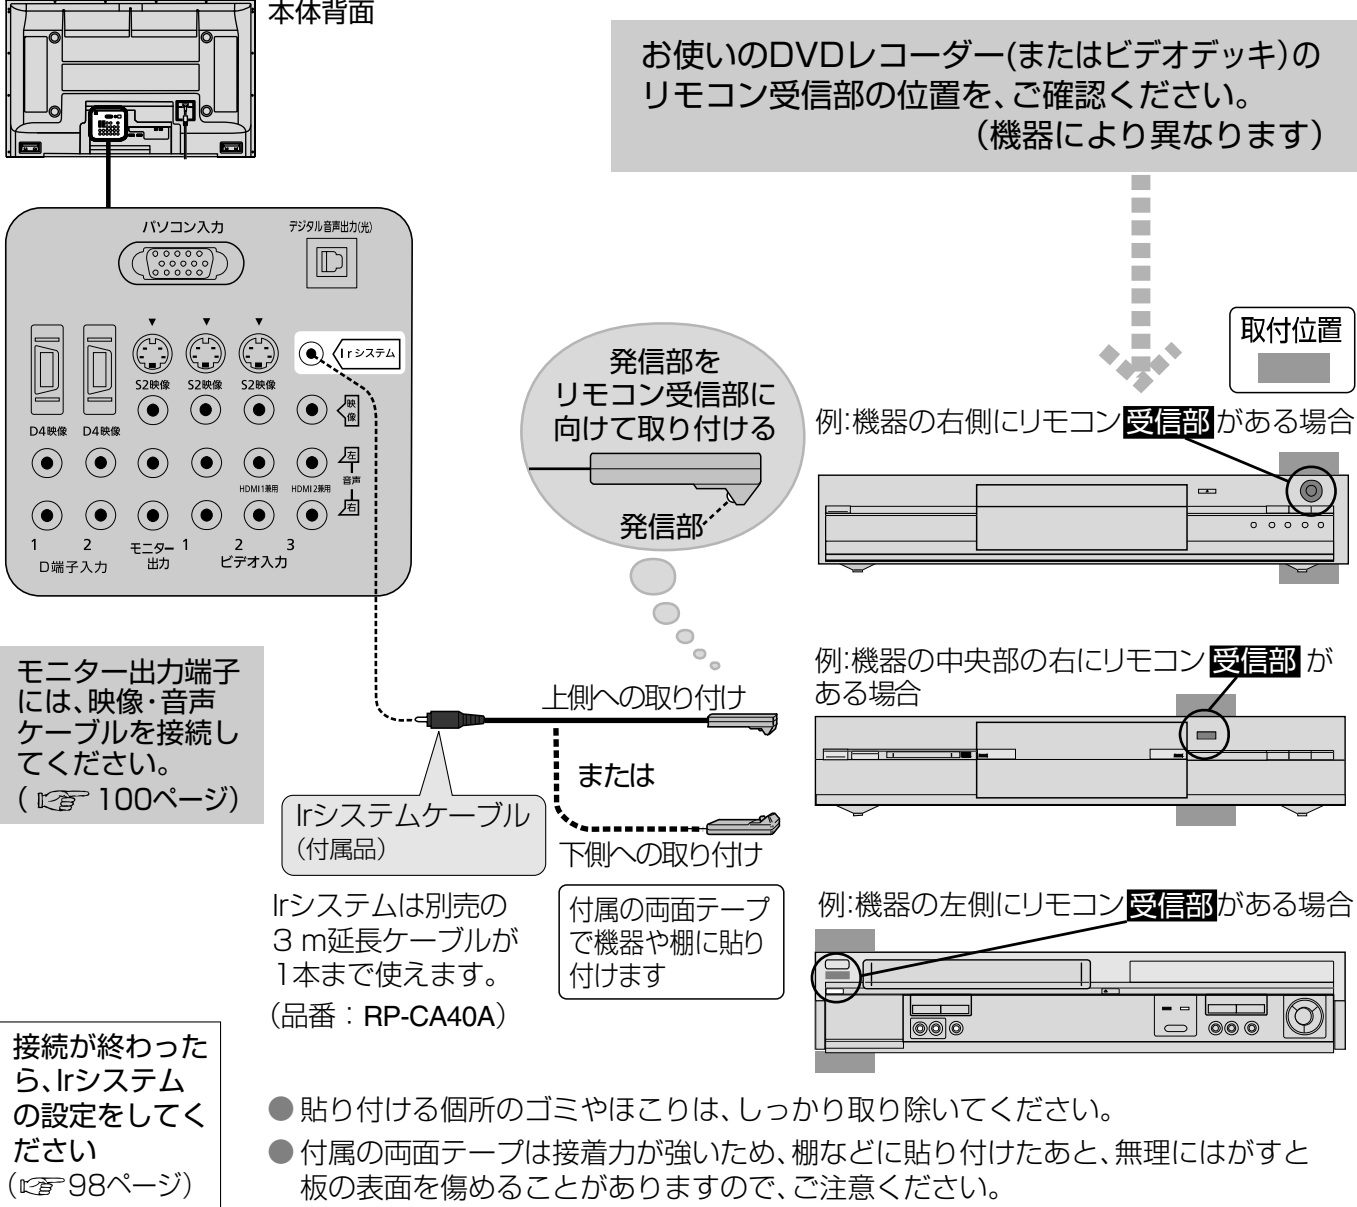 本体背面
お使いのDVDレコーダー(またはビデオデッキ)の
リモコン受信部の位置を、ご確認ください。
(機器により異なります)
パソコン入力
デジタル音声出力(光)
Irシステム
S2映像 S2映像 S2映像
D4映像 D4映像
映像
左
音声
右
HDMI1兼用 HDMI2兼用
1 2 モニター出力 1 2 3
D端子入力 ビデオ入力
発信部を
リモコン受信部に
向けて取り付ける
発信部
取付位置
例:機器の右側にリモコン受信部がある場合
例:機器の中央部の右にリモコン受信部が
ある場合
例:機器の左側にリモコン受信部がある場合
モニター出力端子
には、映像・音声
ケーブルを接続し
てください。
(☞100ページ)
上側への取り付け
または
下側への取り付け
Irシステムケーブル
(付属品)
Irシステムは別売の
3 m延長ケーブルが
1本まで使えます。
(品番:RP-CA40A)
付属の両面テープ
で機器や棚に貼り
付けます
接続が終わった
ら、Irシステム
の設定をしてく
ださい
(☞98ページ)
●貼り付ける個所のゴミやほこりは、しっかり取り除いてください。
●付属の両面テープは接着力が強いため、棚などに貼り付けたあと、無理にはがすと
板の表面を傷めることがありますので、ご注意ください。